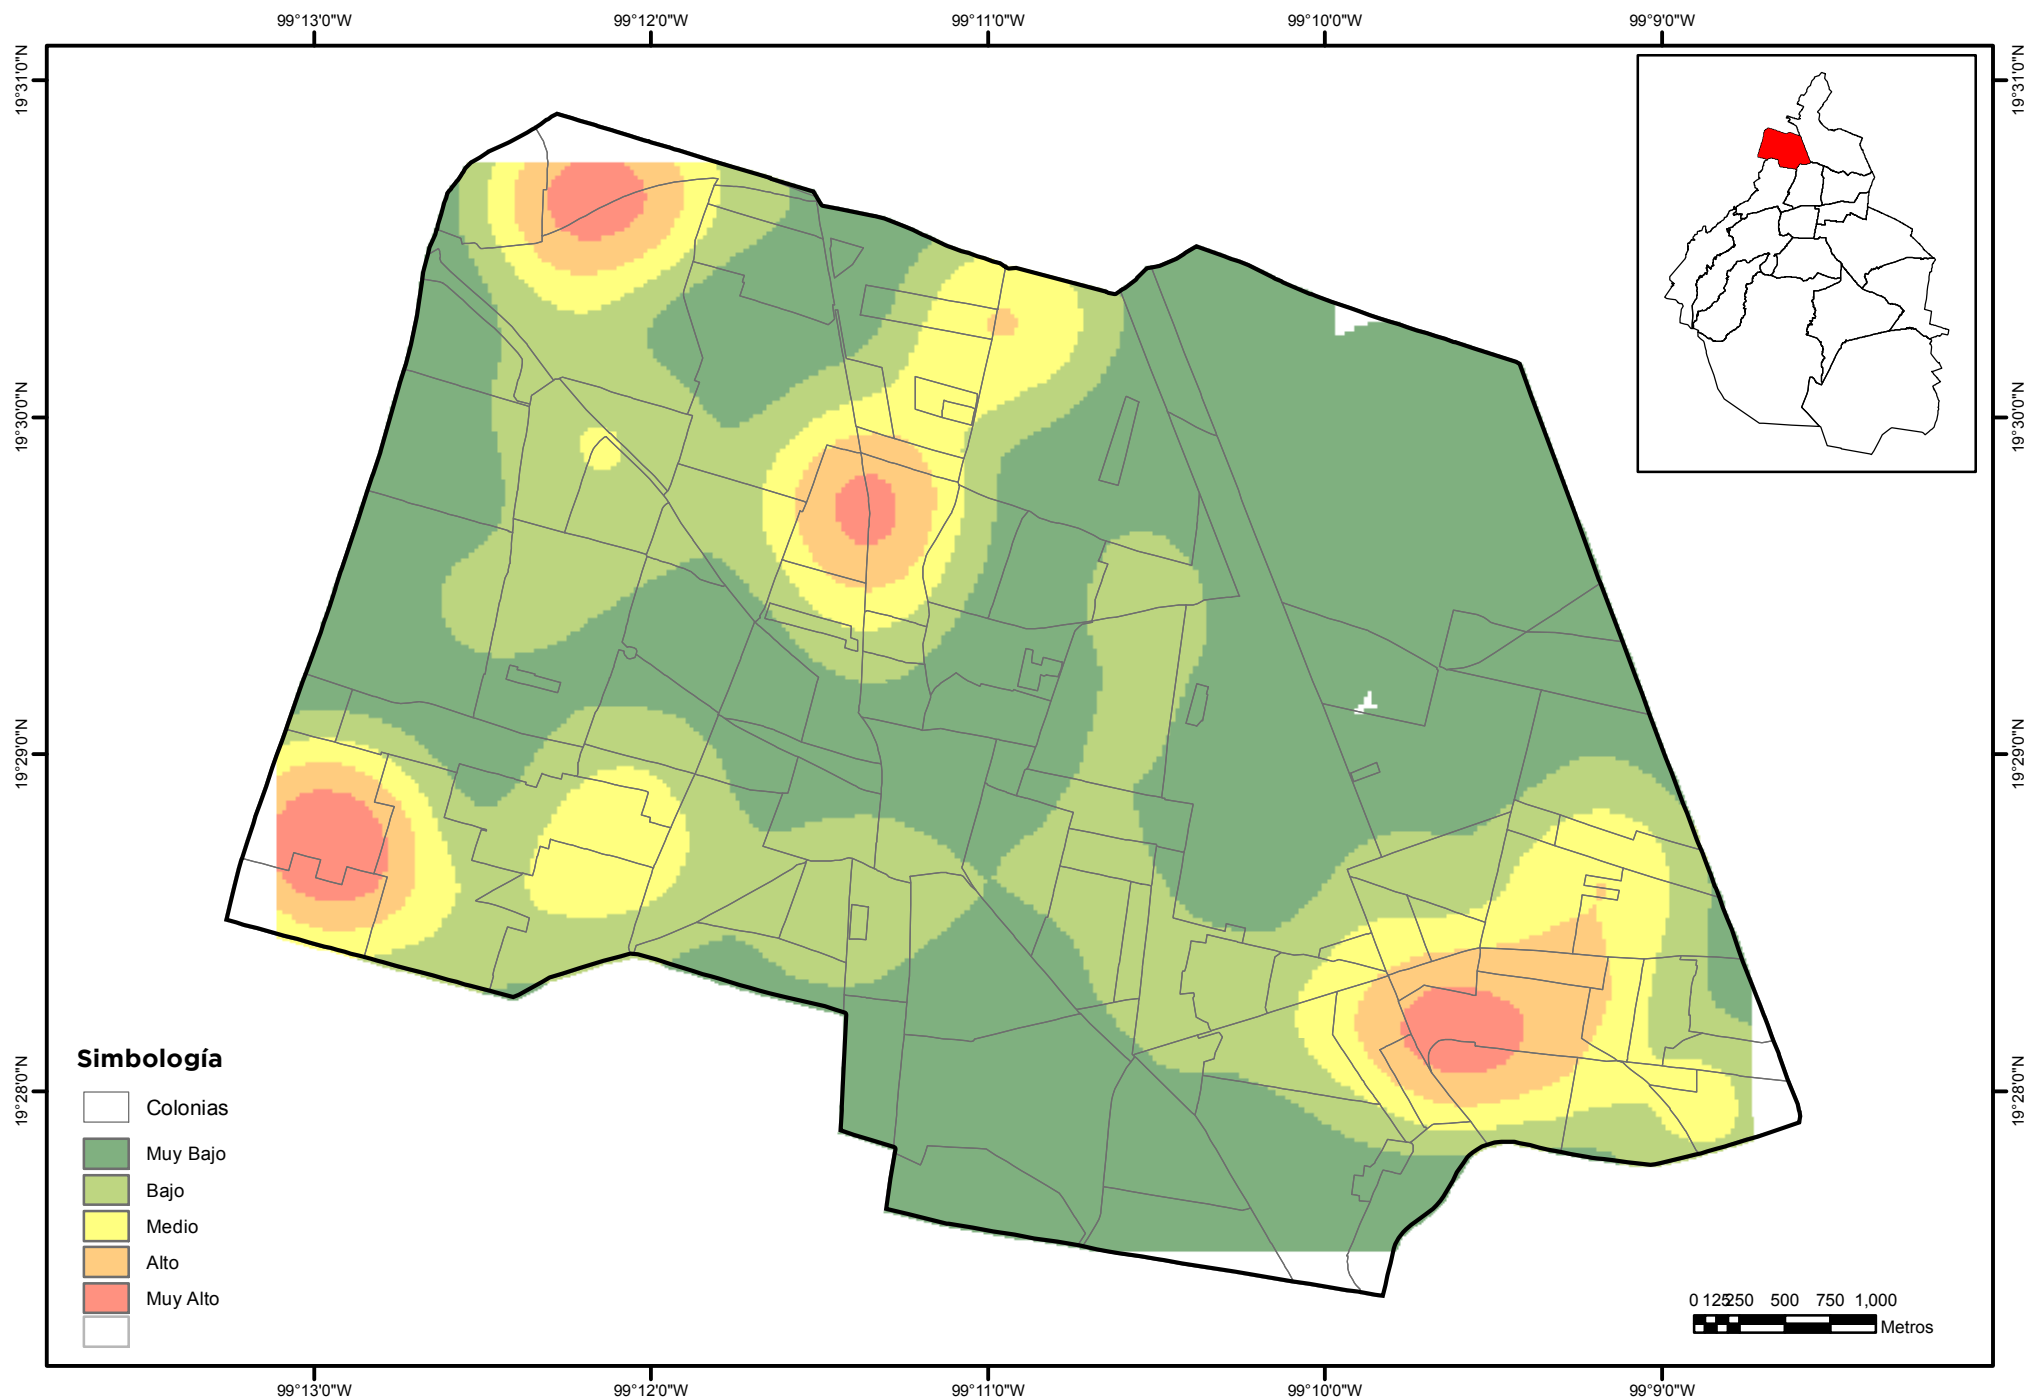 99°13'0"W 99°12'0"W 99°11'0"W 99°10'0"W 99°9'0"W
19°31'0"N 19°31'0"N
19°30'0"N 19°30'0"N
19°29'0"N 19°29'0"N
19°28'0"N 19°28'0"N
Simbología
Colonias
Muy Bajo
Bajo
Medio
Alto
Muy Alto
0 125250 500 750 1,000
Metros
99°13'0"W 99°12'0"W 99°11'0"W 99°10'0"W 99°9'0"W